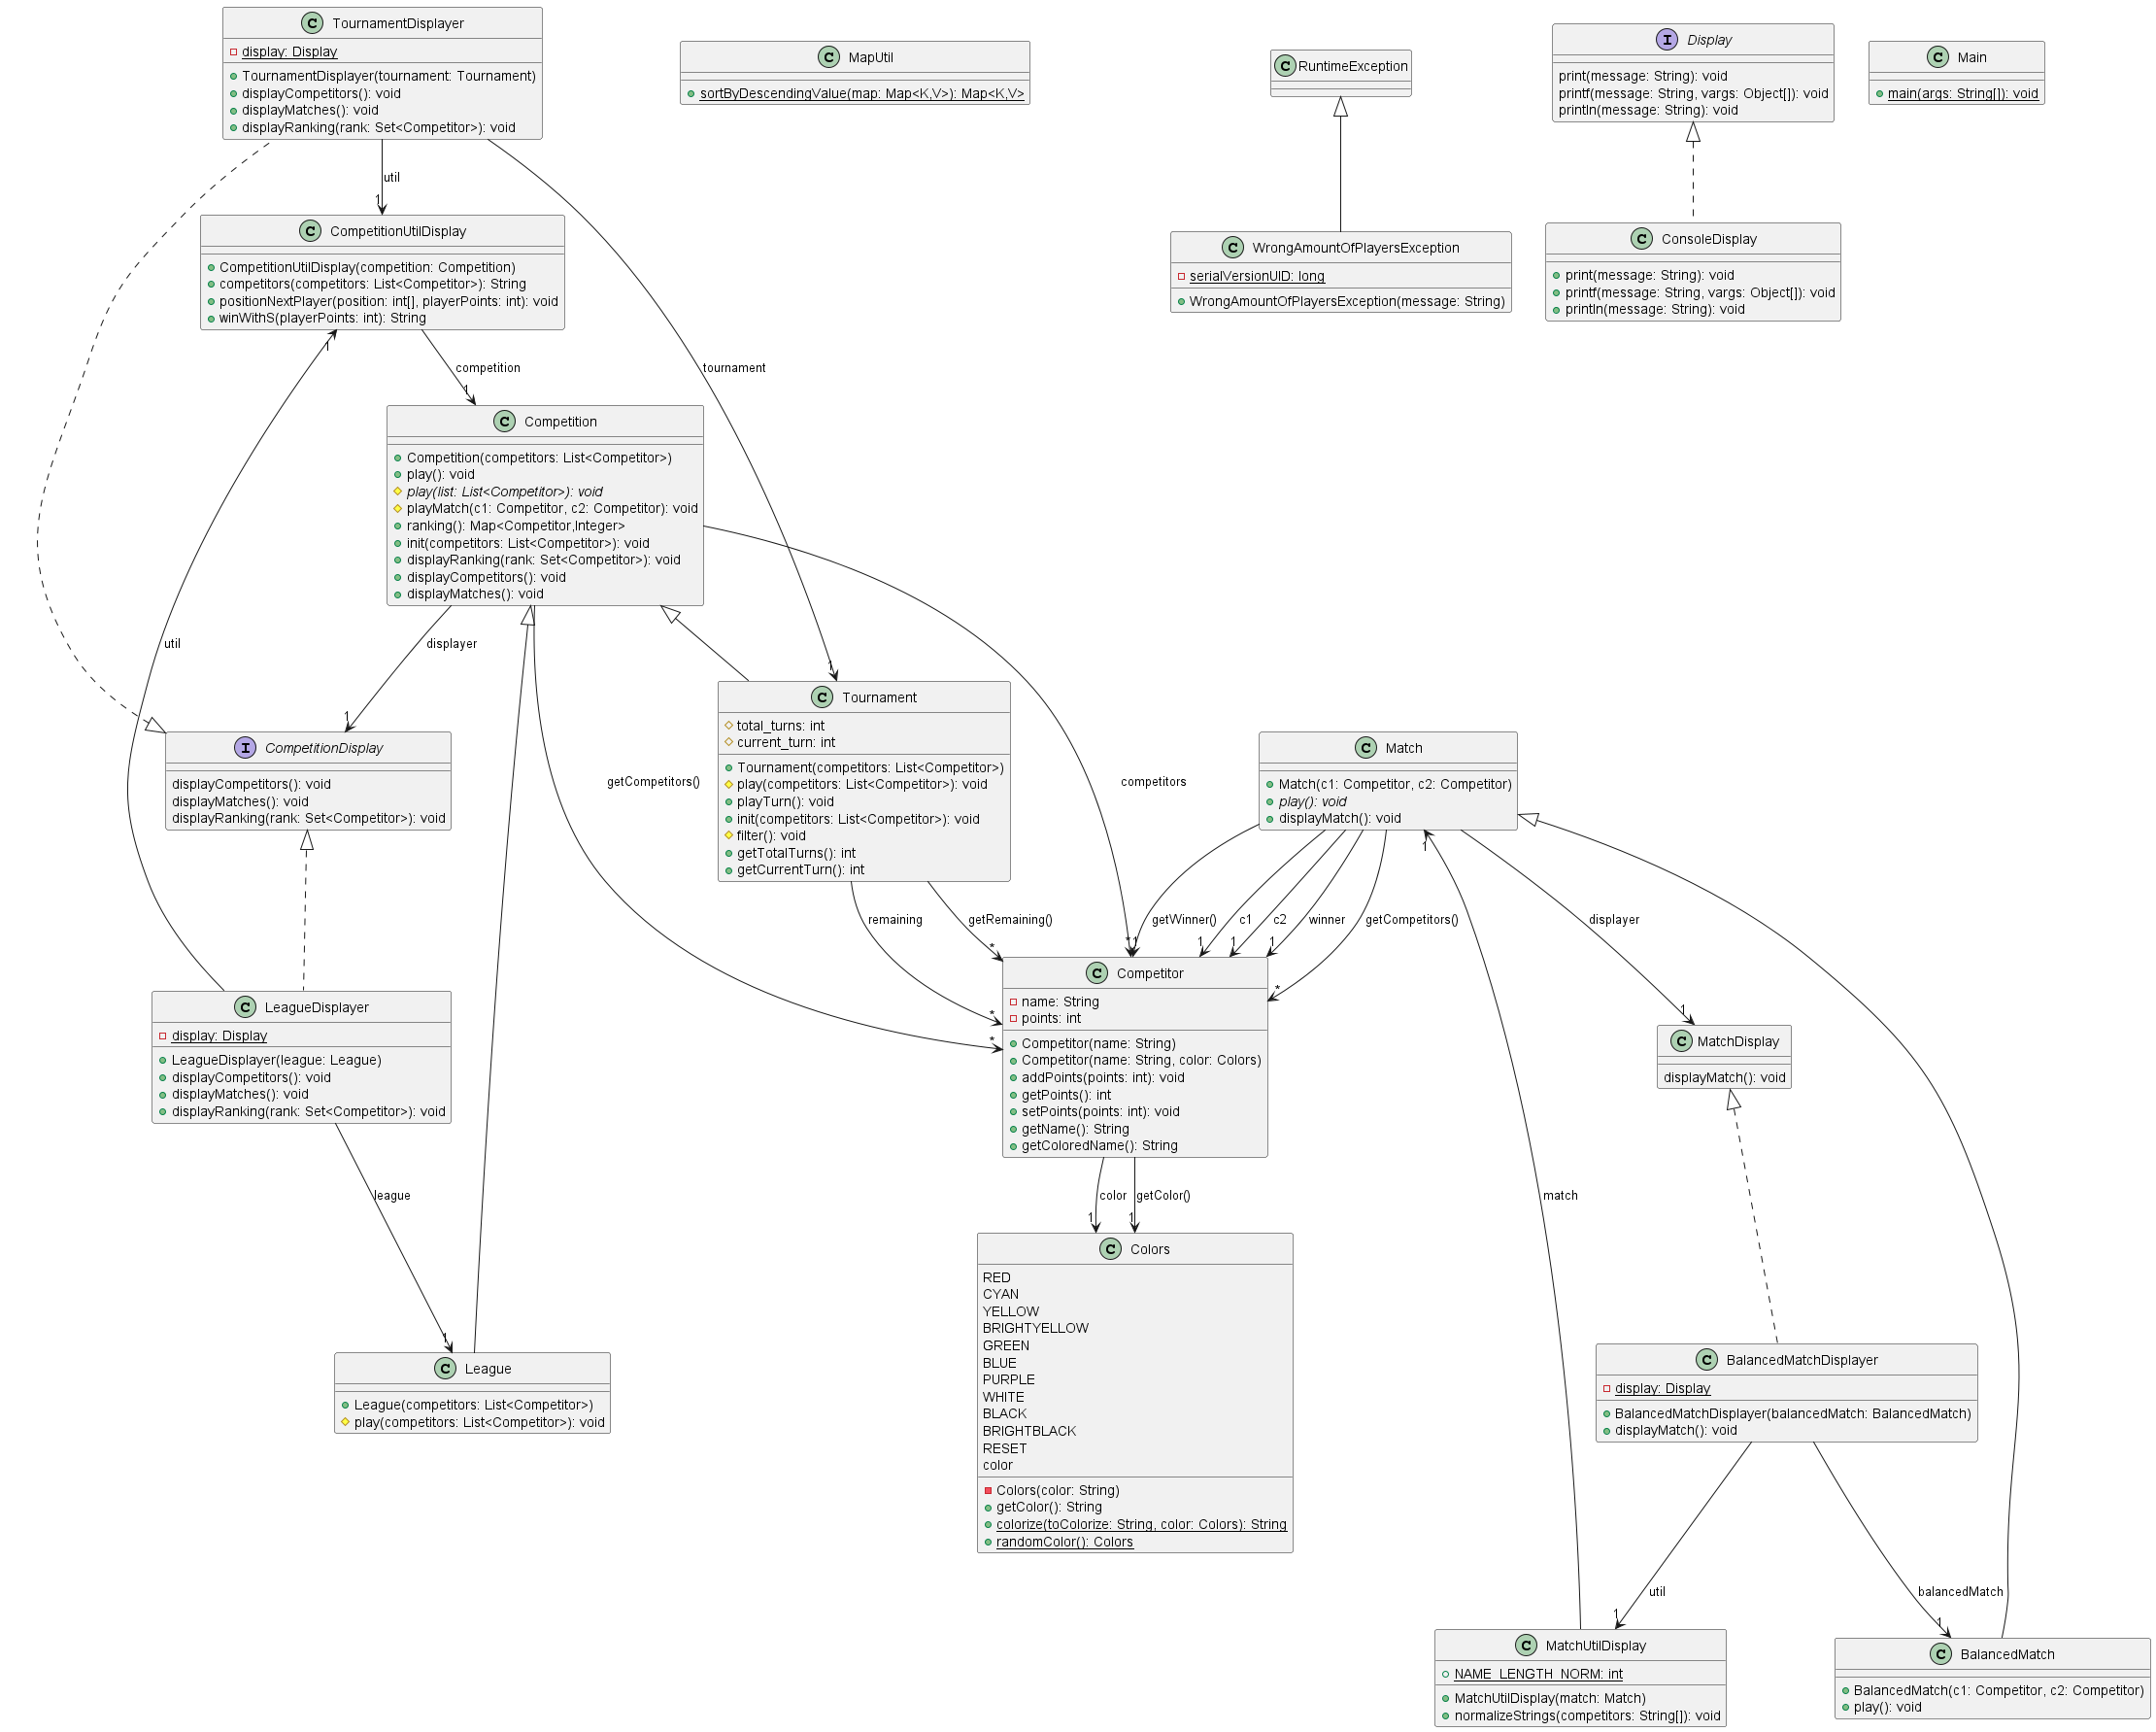 C TournamentDisplayer
display: Display
TournamentDisplayer(tournament: Tournament)
displayCompetitors(): void
displayMatches(): void
displayRanking(rank: Set<Competitor>): void
C MapUtil
sortByDescendingValue(map: Map<K,V>): Map<K,V>
C RuntimeException
I Display
print(message: String): void
printf(message: String, vargs: Object[]): void
println(message: String): void
C Main
main(args: String[]): void
util
1
C CompetitionUtilDisplay
CompetitionUtilDisplay(competition: Competition)
competitors(competitors: List<Competitor>): String
positionNextPlayer(position: int[], playerPoints: int): void
winWithS(playerPoints: int): String
C WrongAmountOfPlayersException
serialVersionUID: long
WrongAmountOfPlayersException(message: String)
C ConsoleDisplay
print(message: String): void
printf(message: String, vargs: Object[]): void
println(message: String): void
1
competition
1
tournament
C Competition
Competition(competitors: List<Competitor>)
play(): void
play(list: List<Competitor>): void
playMatch(c1: Competitor, c2: Competitor): void
ranking(): Map<Competitor,Integer>
init(competitors: List<Competitor>): void
displayRanking(rank: Set<Competitor>): void
displayCompetitors(): void
displayMatches(): void
util
displayer
1
1
I CompetitionDisplay
displayCompetitors(): void
displayMatches(): void
displayRanking(rank: Set<Competitor>): void
getCompetitors()
C Tournament
total_turns: int
current_turn: int
Tournament(competitors: List<Competitor>)
play(competitors: List<Competitor>): void
playTurn(): void
init(competitors: List<Competitor>): void
filter(): void
getTotalTurns(): int
getCurrentTurn(): int
competitors
C Match
Match(c1: Competitor, c2: Competitor)
play(): void
displayMatch(): void
1
remaining
getRemaining()
getWinner()
c1
c2
winner
getCompetitors()
displayer
*
*
1
1
1
1
*
*
*
1
C LeagueDisplayer
display: Display
LeagueDisplayer(league: League)
displayCompetitors(): void
displayMatches(): void
displayRanking(rank: Set<Competitor>): void
C Competitor
name: String
points: int
Competitor(name: String)
Competitor(name: String, color: Colors)
addPoints(points: int): void
getPoints(): int
setPoints(points: int): void
getName(): String
getColoredName(): String
C MatchDisplay
displayMatch(): void
league
1
color
getColor()
1
1
match
C League
League(competitors: List<Competitor>)
play(competitors: List<Competitor>): void
C Colors
RED
CYAN
YELLOW
BRIGHTYELLOW
GREEN
BLUE
PURPLE
WHITE
BLACK
BRIGHTBLACK
RESET
color
Colors(color: String)
getColor(): String
colorize(toColorize: String, color: Colors): String
randomColor(): Colors
C BalancedMatchDisplayer
display: Display
BalancedMatchDisplayer(balancedMatch: BalancedMatch)
displayMatch(): void
util
1
balancedMatch
1
C MatchUtilDisplay
NAME_LENGTH_NORM: int
MatchUtilDisplay(match: Match)
normalizeStrings(competitors: String[]): void
C BalancedMatch
BalancedMatch(c1: Competitor, c2: Competitor)
play(): void